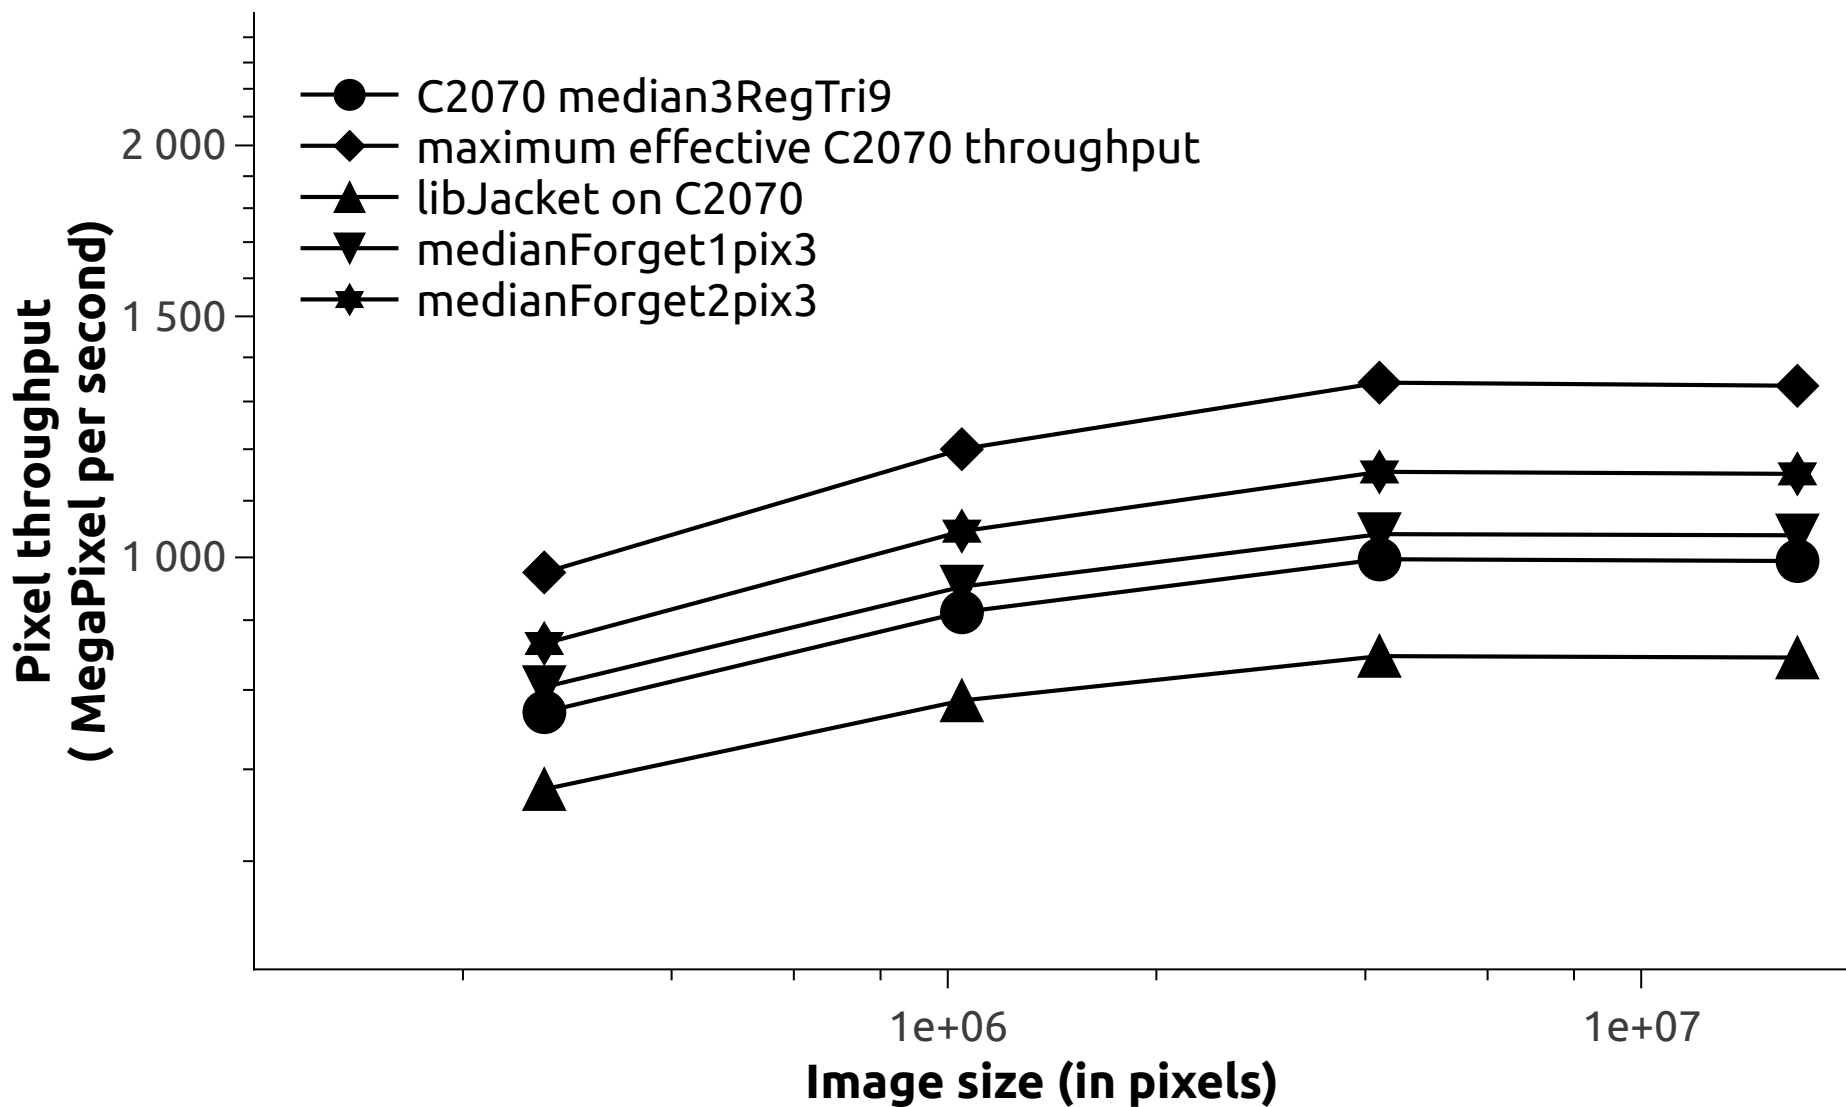 C2070 median3RegTri9
maximum effective C2070 throughput
libJacket on C2070
medianForget1pix3
medianForget2pix3
2 000
1 500
1 000
Pixel throughput
( MegaPixel per second)
1e+06
1e+07
Image size (in pixels)